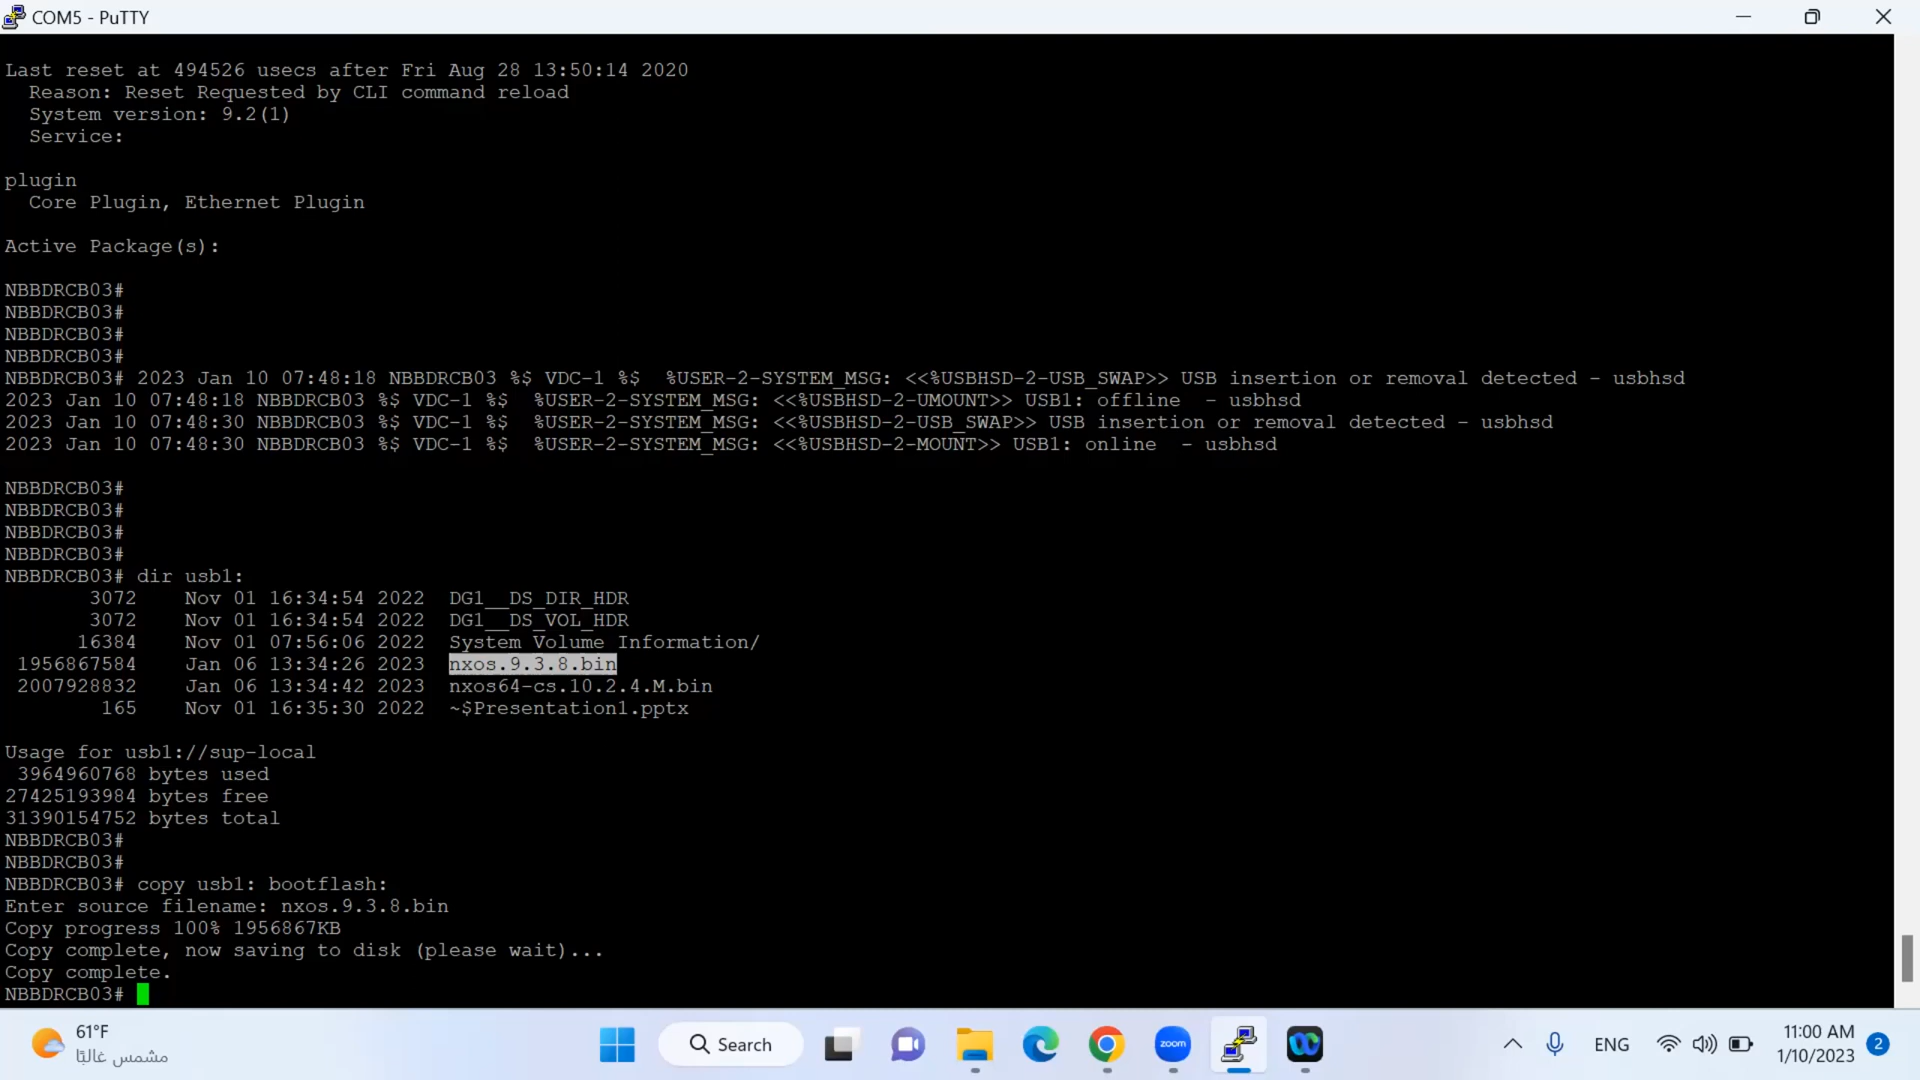 COM5 - PuTTY
Last reset at 494526 usecs after Fri Aug 28 13:50:14 2020
Reason: Reset Requested by CLI command reload
System version: 9.2(1)
Service:
plugin
Core Plugin, Ethernet Plugin
Active Package(s):
NBBDRCB03#
NBBDRCB03#
NBBDRCB03#
NBBDRCB03#
NBBDRCB03# 2023 Jan 10 07:48:18 NBBDRCB03 %$ VDC-1 %$  %USER-2-SYSTEM_MSG: <<%USBHSD-2-USB_SWAP>> USB insertion or removal detected - usbhsd
2023 Jan 10 07:48:18 NBBDRCB03 %$ VDC-1 %$  %USER-2-SYSTEM_MSG: <<%USBHSD-2-UMOUNT>> USB1: offline  - usbhsd
2023 Jan 10 07:48:30 NBBDRCB03 %$ VDC-1 %$  %USER-2-SYSTEM_MSG: <<%USBHSD-2-USB_SWAP>> USB insertion or removal detected - usbhsd
2023 Jan 10 07:48:30 NBBDRCB03 %$ VDC-1 %$  %USER-2-SYSTEM_MSG: <<%USBHSD-2-MOUNT>> USB1: online  - usbhsd
NBBDRCB03#
NBBDRCB03#
NBBDRCB03#
NBBDRCB03#
NBBDRCB03# dir usb1:
3072    Nov 01 16:34:54 2022  DG1__DS_DIR_HDR
3072    Nov 01 16:34:54 2022  DG1__DS_VOL_HDR
16384    Nov 01 07:56:06 2022  System Volume Information/
1956867584    Jan 06 13:34:26 2023  nxos.9.3.8.bin
2007928832    Jan 06 13:34:42 2023  nxos64-cs.10.2.4.M.bin
165    Nov 01 16:35:30 2022  ~$Presentation1.pptx
Usage for usb1://sup-local
3964960768 bytes used
27425193984 bytes free
31390154752 bytes total
NBBDRCB03#
NBBDRCB03#
NBBDRCB03# copy usb1: bootflash:
Enter source filename: nxos.9.3.8.bin
Copy progress 100% 1956867KB
Copy complete, now saving to disk (please wait)...
Copy complete.
NBBDRCB03#
61°F
مشمس غالبًا
Search
zoom
ENG
11:00 AM
1/10/2023
2